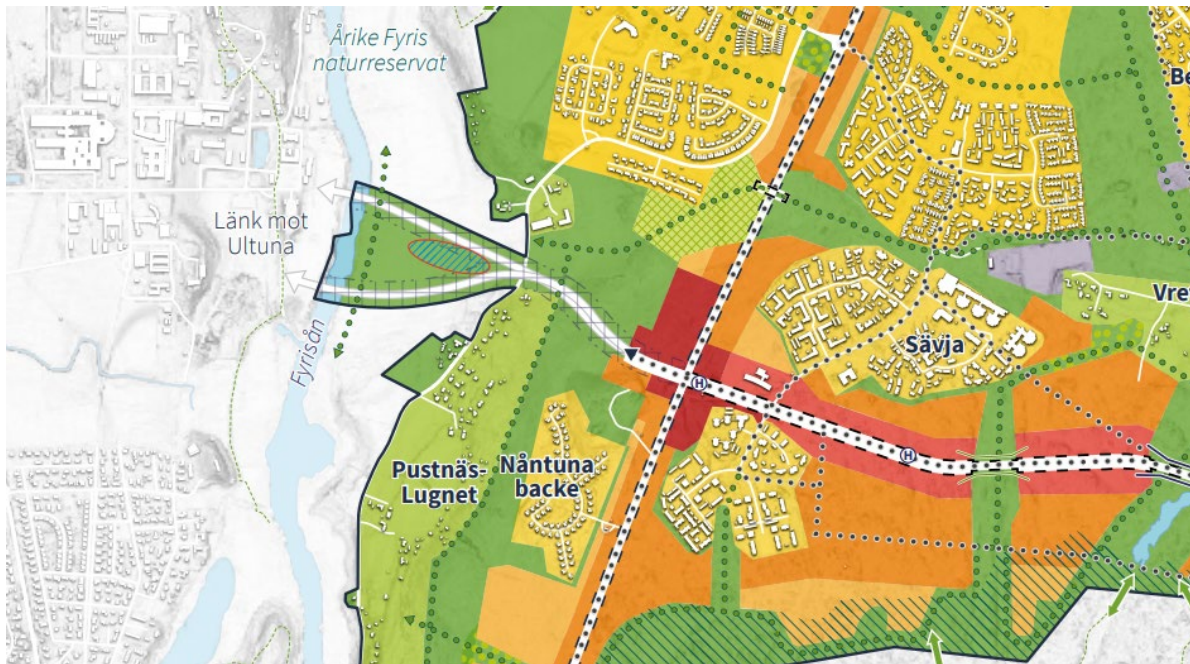 Årike Fyris
naturreservat
Länk mot
Ultuna
Fyrisån
Be
Vre
Sävja
H
H
Pustnäs-
Lugnet
Nåntuna
backe